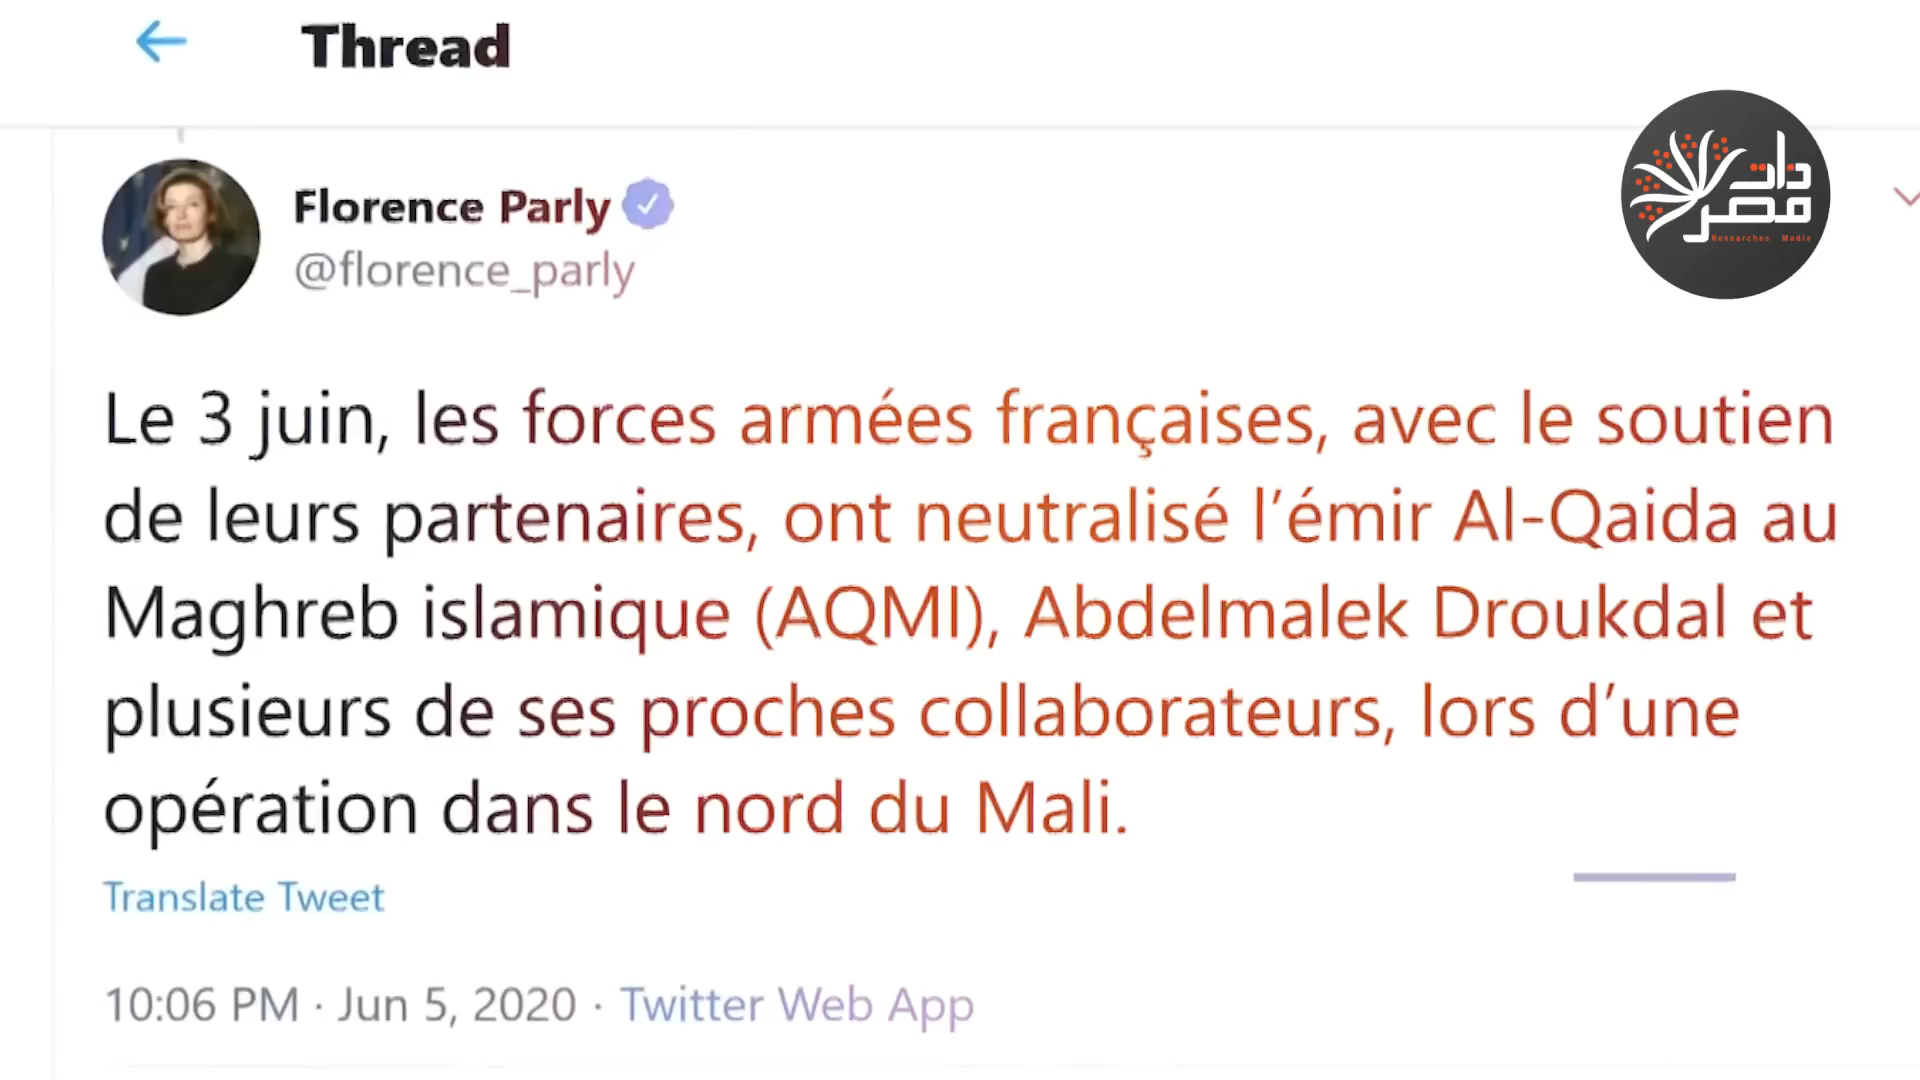 Thread
Florence Parly
@florence_parly
ذات
مصر
Researches Media
Le 3 juin, les forces armées françaises, avec le soutien
de leurs partenaires, ont neutralisé l’émir Al-Qaida au
Maghreb islamique (AQMI), Abdelmalek Droukdal et
plusieurs de ses proches collaborateurs, lors d’une
opération dans le nord du Mali.
Translate Tweet
10:06 PM · Jun 5, 2020 · Twitter Web App